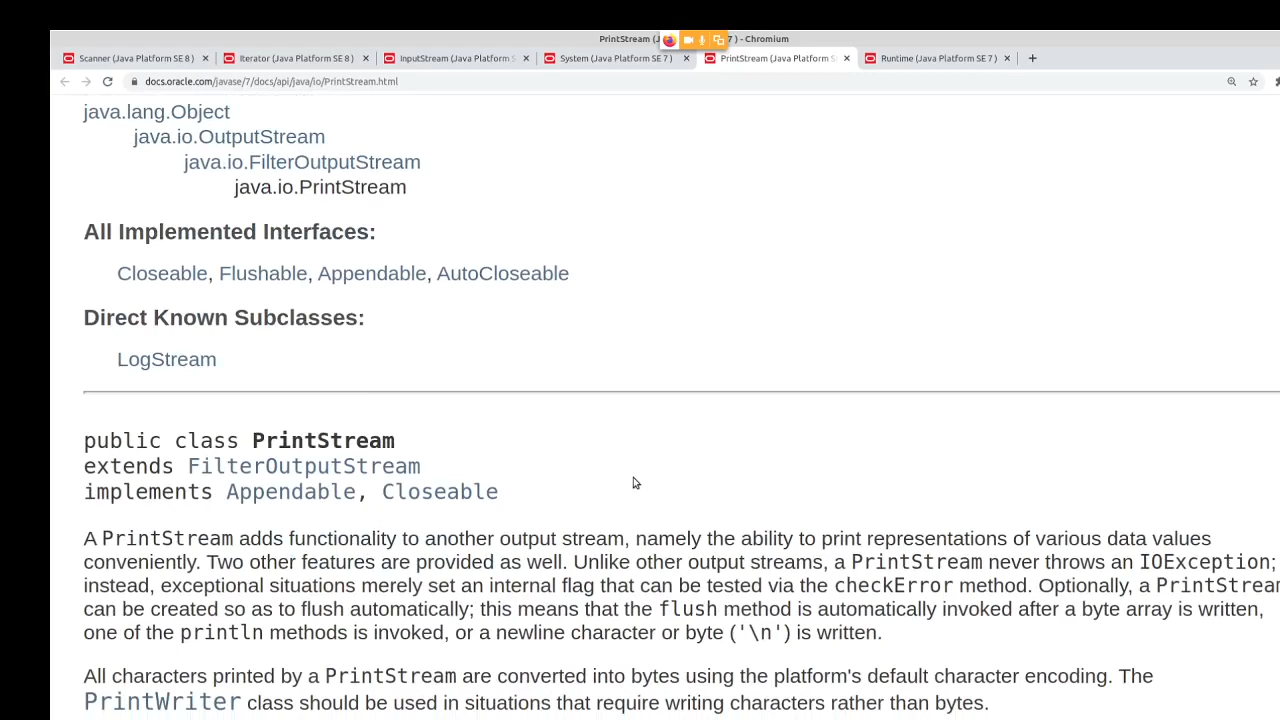 PrintStream (J 7 ) - Chromium
Scanner (Java Platform SE 8 )
Iterator (Java Platform SE 8 )
InputStream (Java Platform S
System (Java Platform SE 7 )
PrintStream (Java Platform S
Runtime (Java Platform SE 7 )
docs.oracle.com/javase/7/docs/api/java/io/PrintStream.html
java.lang.Object
java.io.OutputStream
java.io.FilterOutputStream
java.io.PrintStream
All Implemented Interfaces:
Closeable, Flushable, Appendable, AutoCloseable
Direct Known Subclasses:
LogStream
public class PrintStream
extends FilterOutputStream
implements Appendable, Closeable
A PrintStream adds functionality to another output stream, namely the ability to print representations of various data values
conveniently. Two other features are provided as well. Unlike other output streams, a PrintStream never throws an IOException;
instead, exceptional situations merely set an internal flag that can be tested via the checkError method. Optionally, a PrintStream
can be created so as to flush automatically; this means that the flush method is automatically invoked after a byte array is written,
one of the println methods is invoked, or a newline character or byte ('\n') is written.
All characters printed by a PrintStream are converted into bytes using the platform's default character encoding. The
PrintWriter class should be used in situations that require writing characters rather than bytes.